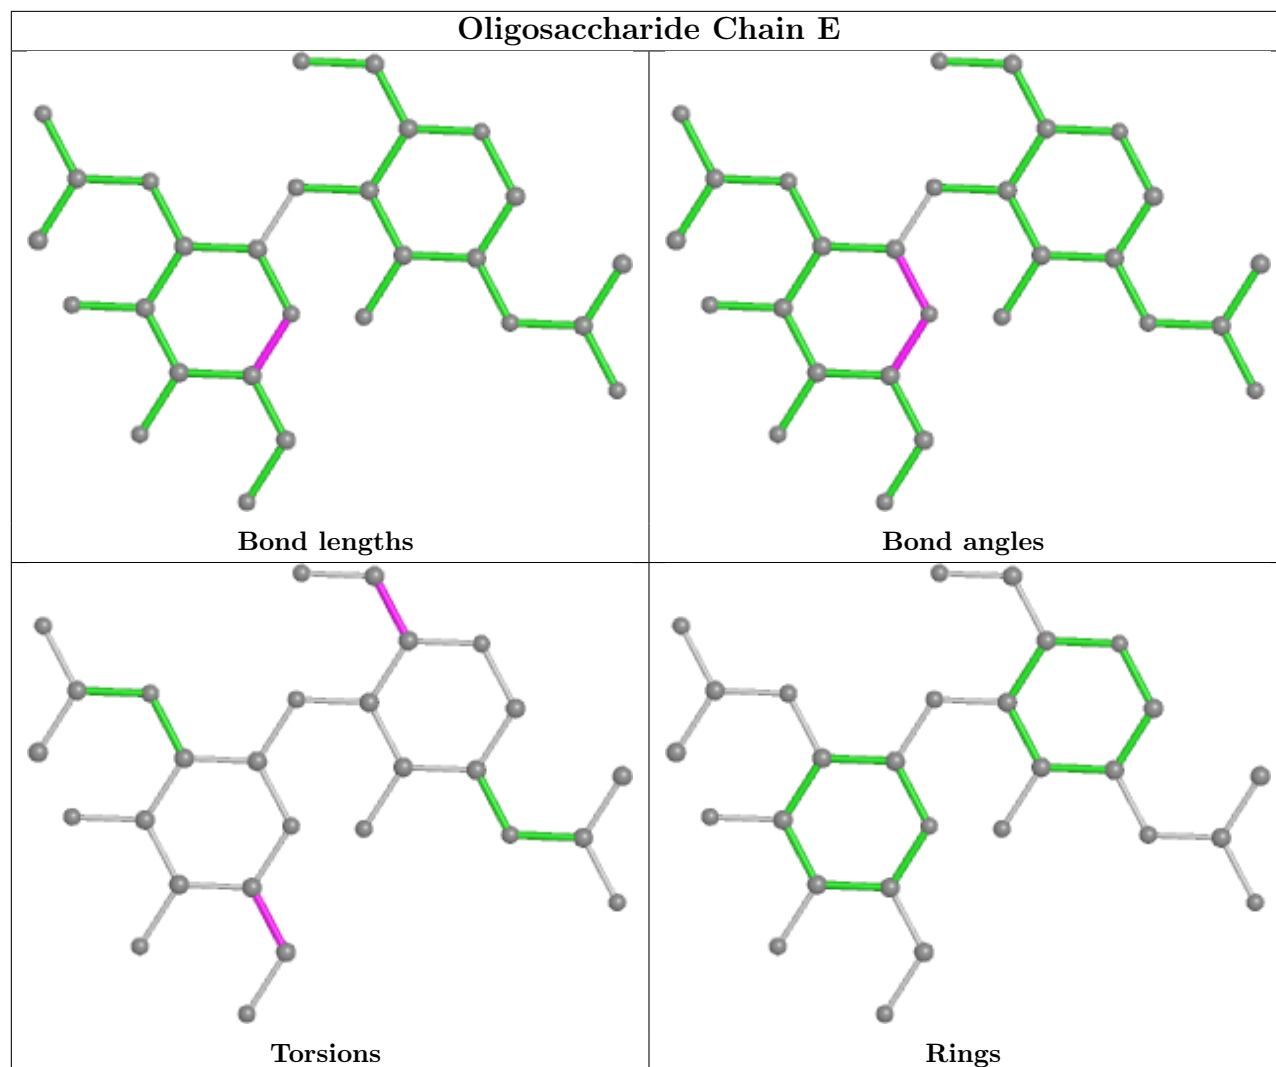 Oligosaccharide Chain E
Bond lengths
Bond angles
Torsions
Rings